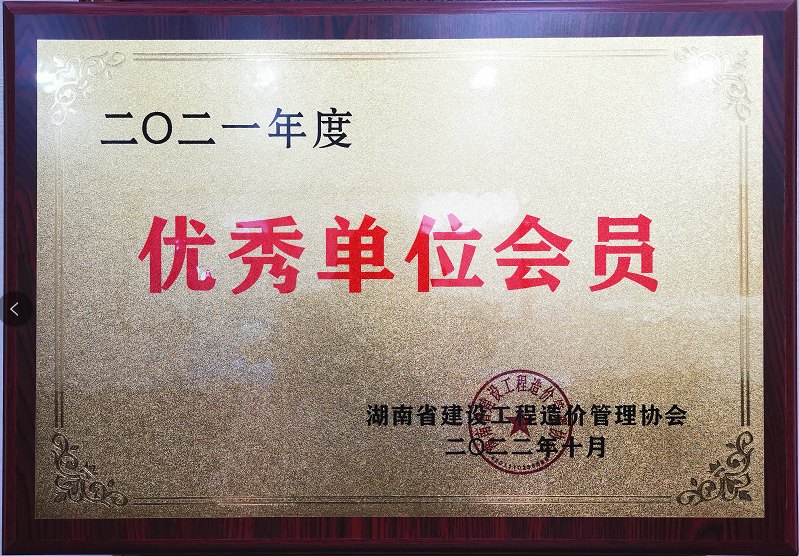 二〇二一年度
优秀单位会员
湖南省建设工程造价管理协会
二〇二二年十月